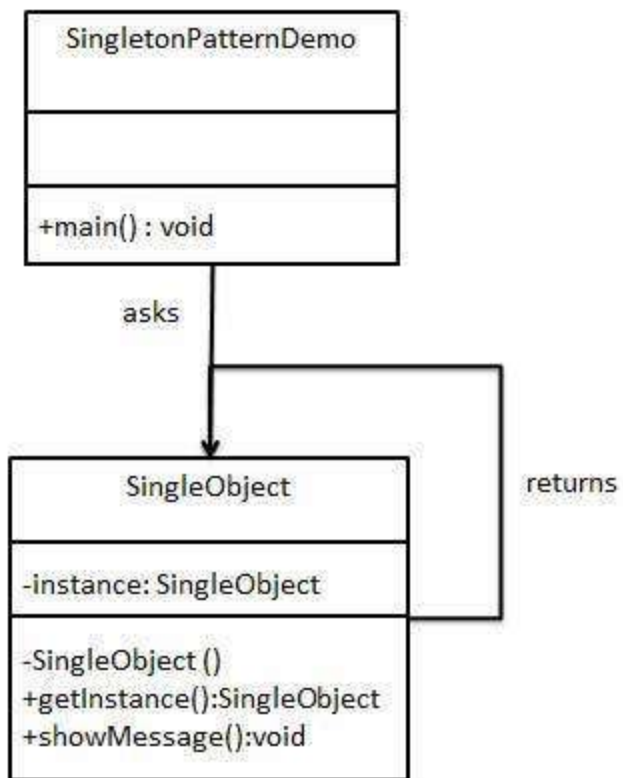 SingletonPatternDemo
+main() : void
asks
SingleObject
returns
-instance: SingleObject
-SingleObject ()
+getInstance():SingleObject
+showMessage():void